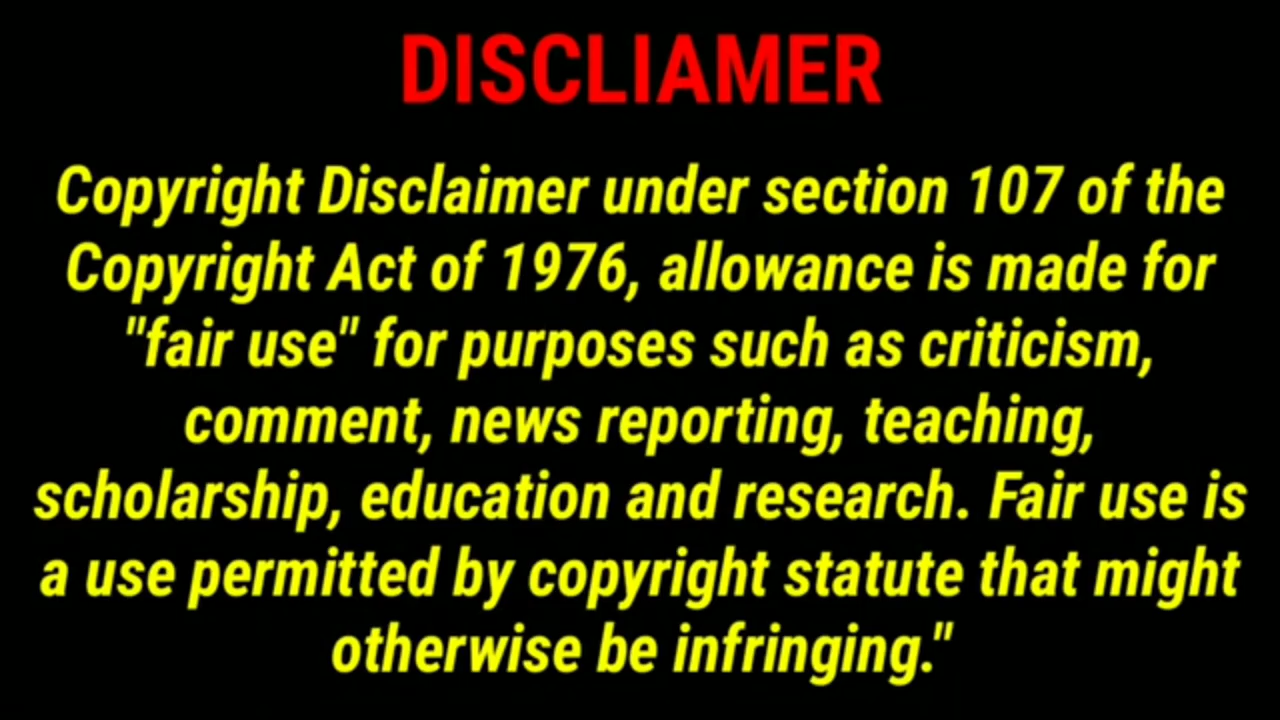 DISCLIAMER
Copyright Disclaimer under section 107 of the
Copyright Act of 1976, allowance is made for
"fair use" for purposes such as criticism,
comment, news reporting, teaching,
scholarship, education and research. Fair use is
a use permitted by copyright statute that might
otherwise be infringing."